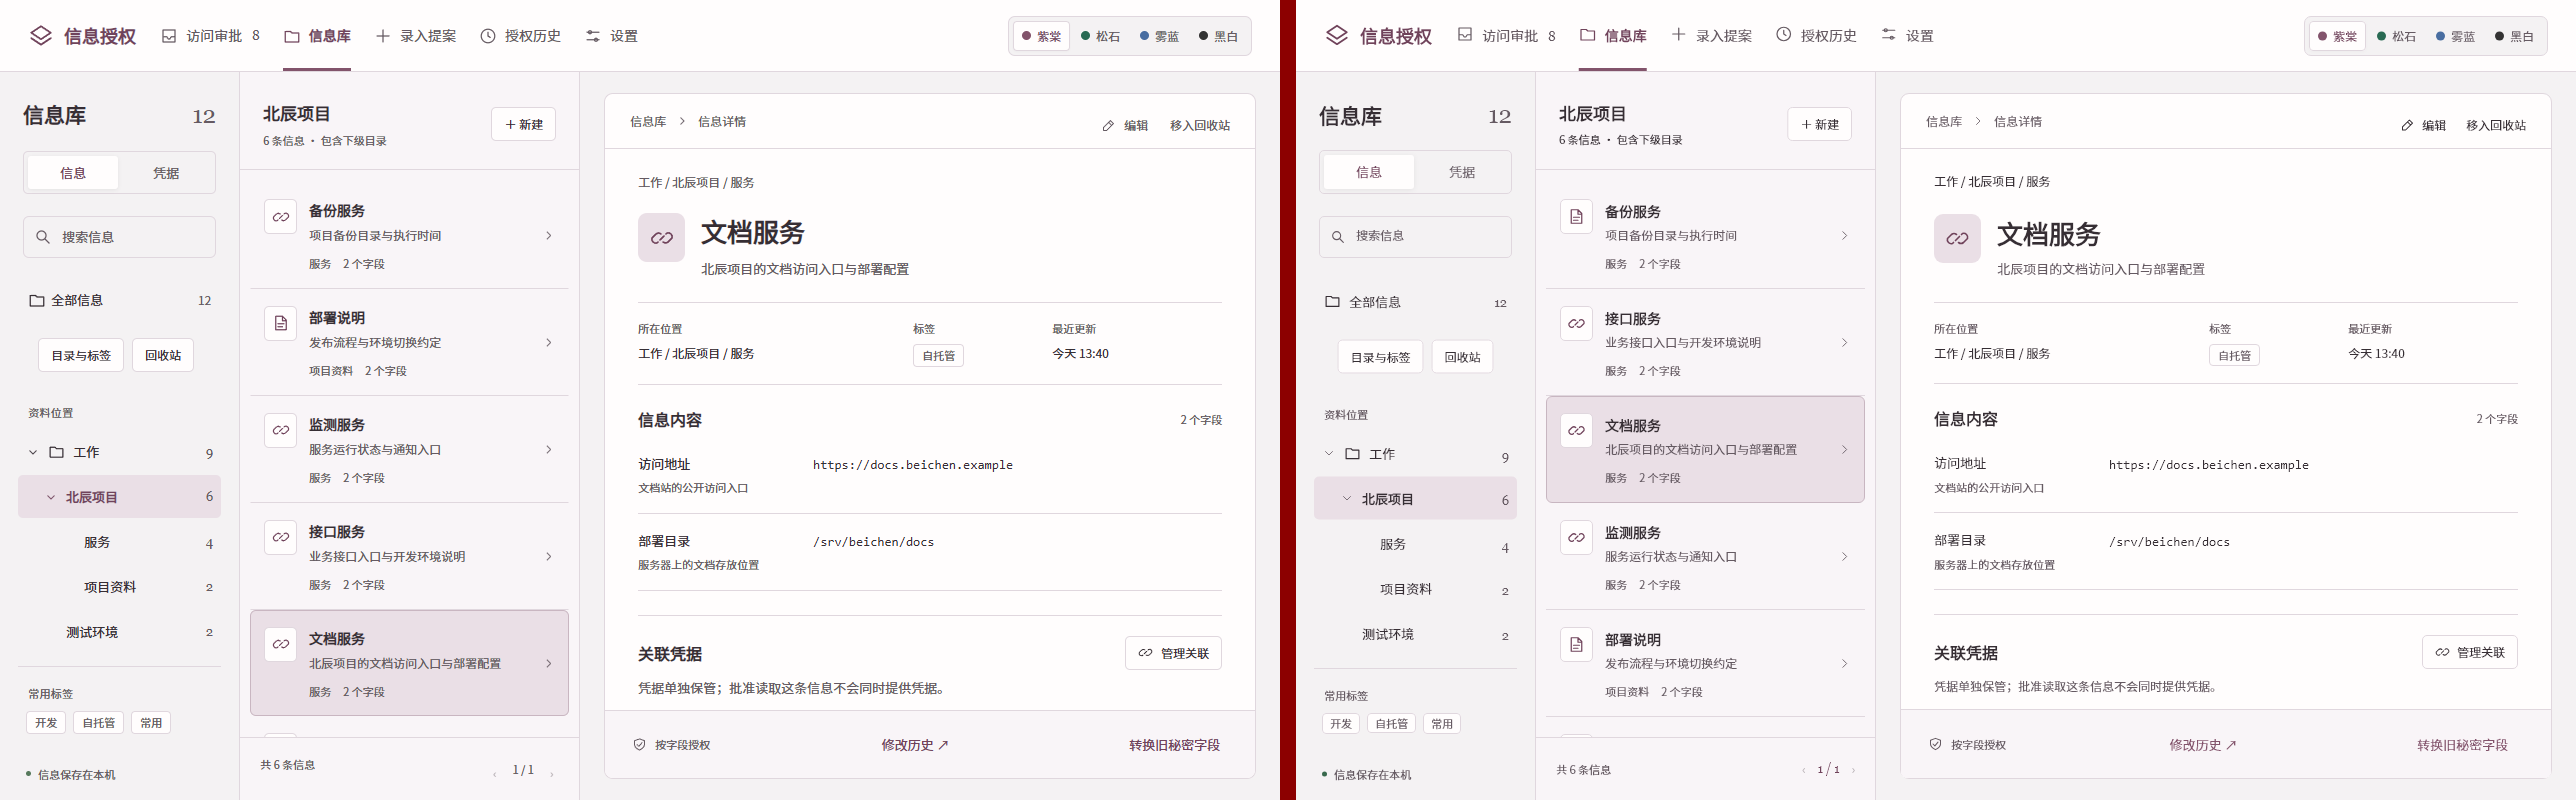 信息授权 访问审批 8 信息库 录入提案 授权历史 设置 紫棠 松石 雾蓝 黑白
信息库 12
信息 凭据
搜索信息
全部信息 12
目录与标签 回收站
资料位置
工作 9
北辰项目 6
服务 4
项目资料 2
测试环境 2
常用标签
开发 自托管 常用
信息保存在本机
北辰项目
6 条信息 · 包含下级目录
+ 新建
备份服务
项目备份目录与执行时间
服务 2 个字段
部署说明
发布流程与环境切换约定
项目资料 2 个字段
监测服务
服务运行状态与通知入口
服务 2 个字段
接口服务
业务接口入口与开发环境说明
服务 2 个字段
文档服务
北辰项目的文档访问入口与部署配置
服务 2 个字段
共 6 条信息 ‹ 1 / 1 ›
信息库 > 信息详情 编辑 移入回收站
工作 / 北辰项目 / 服务
文档服务
北辰项目的文档访问入口与部署配置
所在位置 标签 最近更新
工作 / 北辰项目 / 服务 自托管 今天 13:40
信息内容 2 个字段
访问地址 https://docs.beichen.example
文档站的公开访问入口
部署目录 /srv/beichen/docs
服务器上的文档存放位置
关联凭据 管理关联
凭据单独保管；批准读取这条信息不会同时提供凭据。
按字段授权 修改历史 ↗ 转换旧秘密字段
信息授权 访问审批 8 信息库 录入提案 授权历史 设置 紫棠 松石 雾蓝 黑白
信息库 12
信息 凭据
搜索信息
全部信息 12
目录与标签 回收站
资料位置
工作 9
北辰项目 6
服务 4
项目资料 2
测试环境 2
常用标签
开发 自托管 常用
信息保存在本机
北辰项目
6 条信息 · 包含下级目录
+ 新建
备份服务
项目备份目录与执行时间
服务 2 个字段
接口服务
业务接口入口与开发环境说明
服务 2 个字段
文档服务
北辰项目的文档访问入口与部署配置
服务 2 个字段
监测服务
服务运行状态与通知入口
服务 2 个字段
部署说明
发布流程与环境切换约定
项目资料 2 个字段
共 6 条信息 ‹ 1 / 1 ›
信息库 > 信息详情 编辑 移入回收站
工作 / 北辰项目 / 服务
文档服务
北辰项目的文档访问入口与部署配置
所在位置 标签 最近更新
工作 / 北辰项目 / 服务 自托管 今天 13:40
信息内容 2 个字段
访问地址 https://docs.beichen.example
文档站的公开访问入口
部署目录 /srv/beichen/docs
服务器上的文档存放位置
关联凭据 管理关联
凭据单独保管；批准读取这条信息不会同时提供凭据。
按字段授权 修改历史 ↗ 转换旧秘密字段